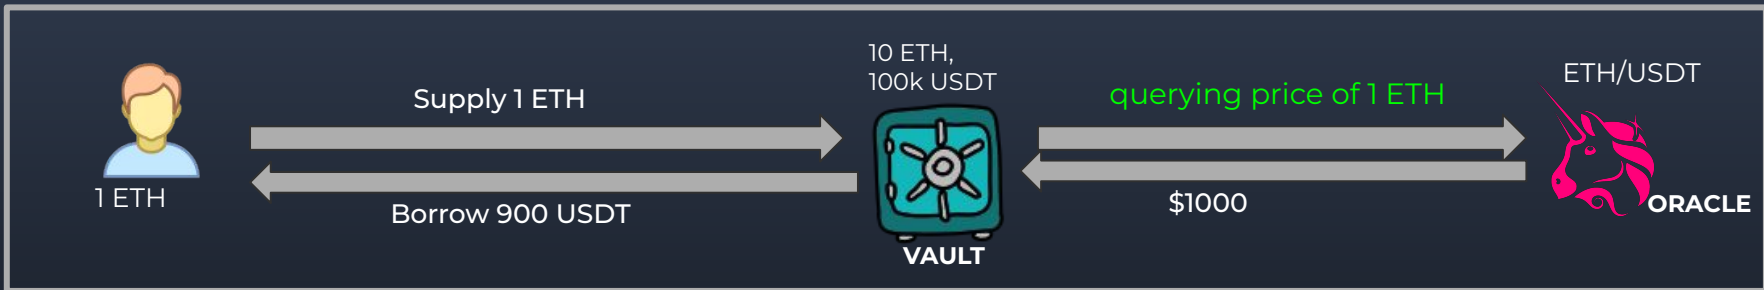 1 ETH
Supply 1 ETH
Borrow 900 USDT
10 ETH,
100k USDT
VAULT
querying price of 1 ETH
$1000
ETH/USDT
ORACLE